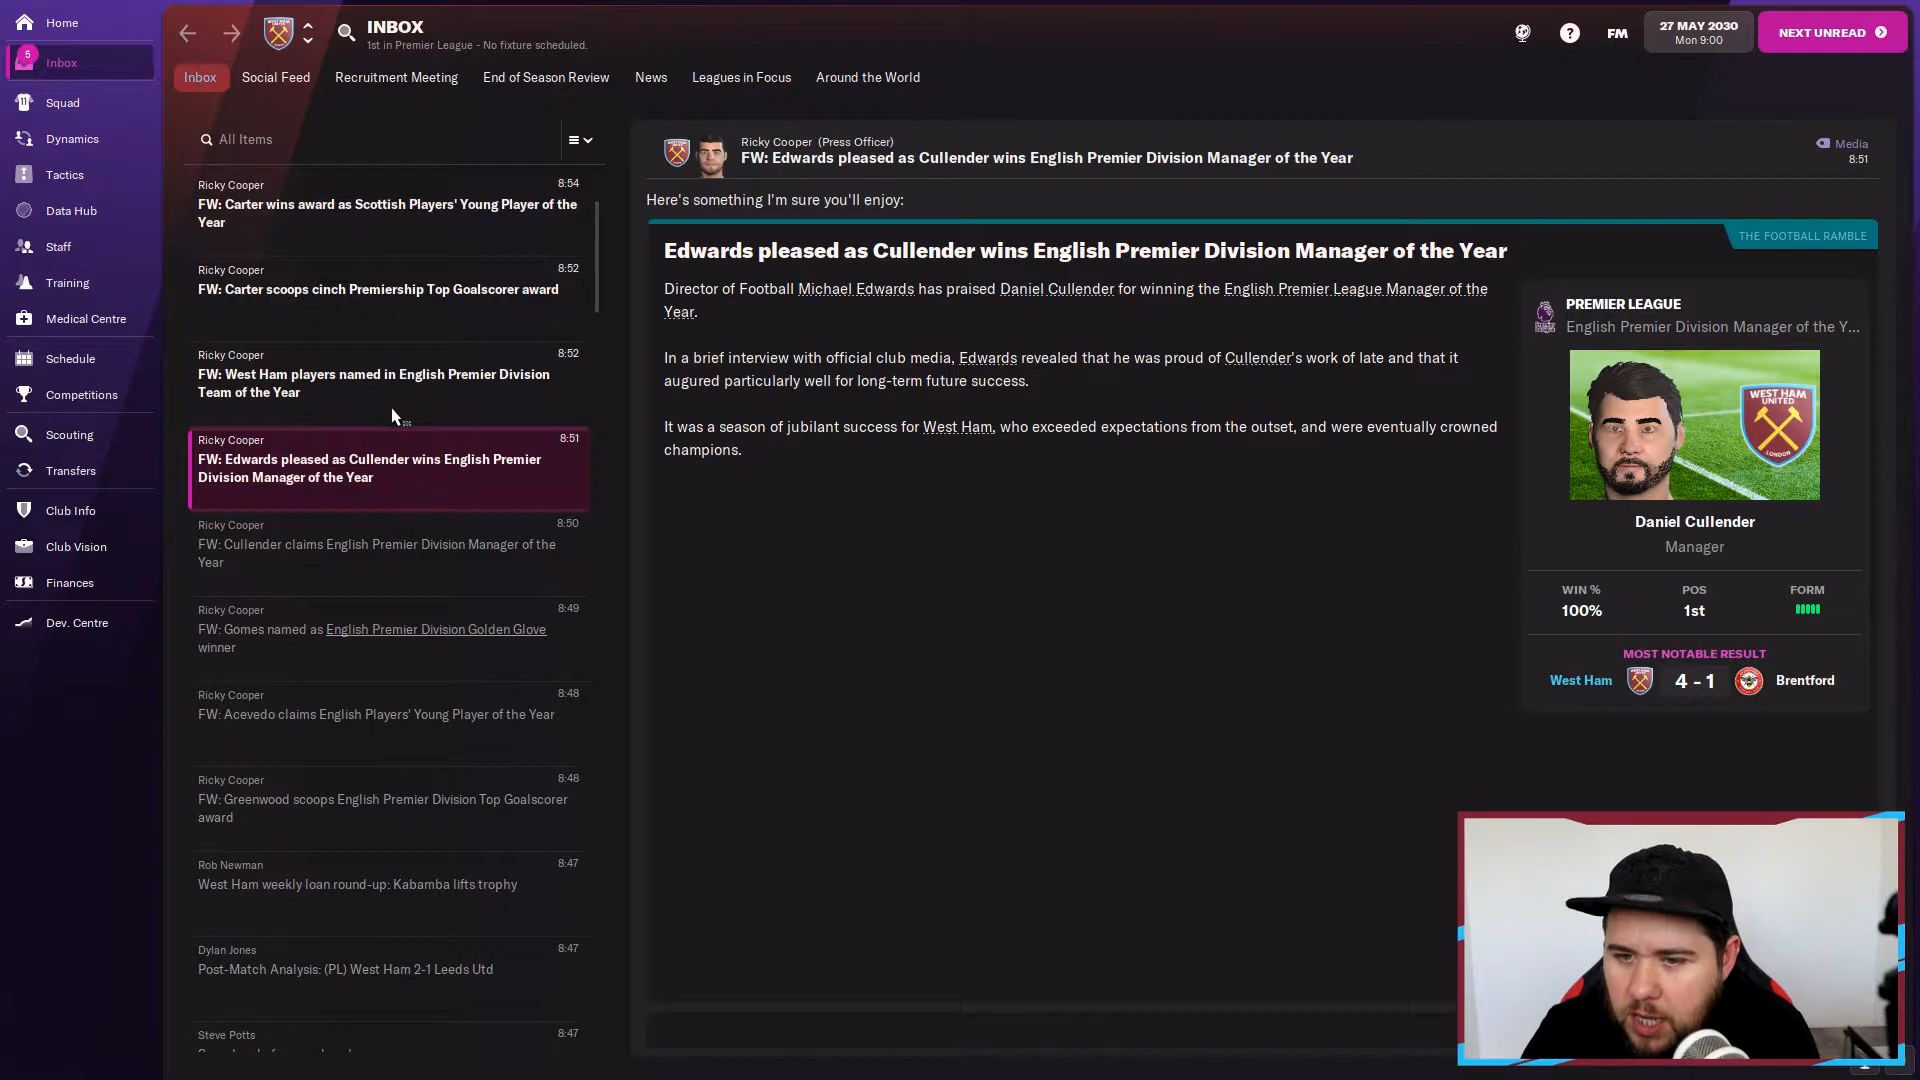 Home
5
Inbox
Squad
Dynamics
Tactics
Data Hub
Staff
Training
Medical Centre
Schedule
Competitions
Scouting
Transfers
Club Info
Club Vision
Finances
Dev. Centre
WEST HAM
INBOX
1st in Premier League - No fixture scheduled.
?
FM
27 MAY 2030
Mon 9:00
NEXT UNREAD
Inbox
Social Feed
Recruitment Meeting
End of Season Review
News
Leagues in Focus
Around the World
All Items
Ricky Cooper
8:54
FW: Carter wins award as Scottish Players' Young Player of the
Year
Ricky Cooper
8:52
FW: Carter scoops cinch Premiership Top Goalscorer award
Ricky Cooper
8:52
FW: West Ham players named in English Premier Division
Team of the Year
Ricky Cooper
8:51
FW: Edwards pleased as Cullender wins English Premier
Division Manager of the Year
Ricky Cooper
8:50
FW: Cullender claims English Premier Division Manager of the
Year
Ricky Cooper
8:49
FW: Gomes named as English Premier Division Golden Glove
winner
Ricky Cooper
8:48
FW: Acevedo claims English Players' Young Player of the Year
Ricky Cooper
8:48
FW: Greenwood scoops English Premier Division Top Goalscorer
award
Rob Newman
8:47
West Ham weekly loan round-up: Kabamba lifts trophy
Dylan Jones
8:47
Post-Match Analysis: (PL) West Ham 2-1 Leeds Utd
Steve Potts
8:47
Ricky Cooper (Press Officer)
FW: Edwards pleased as Cullender wins English Premier Division Manager of the Year
Media
8:51
Here's something I'm sure you'll enjoy:
THE FOOTBALL RAMBLE
Edwards pleased as Cullender wins English Premier Division Manager of the Year
Director of Football Michael Edwards has praised Daniel Cullender for winning the English Premier League Manager of the
Year.
In a brief interview with official club media, Edwards revealed that he was proud of Cullender's work of late and that it
augured particularly well for long-term future success.
It was a season of jubilant success for West Ham, who exceeded expectations from the outset, and were eventually crowned
champions.
PREMIER LEAGUE
English Premier Division Manager of the Y...
WEST HAM
UNITED
LONDON
Daniel Cullender
Manager
WIN %
POS
FORM
100%
1st
MOST NOTABLE RESULT
West Ham
4 - 1
Brentford